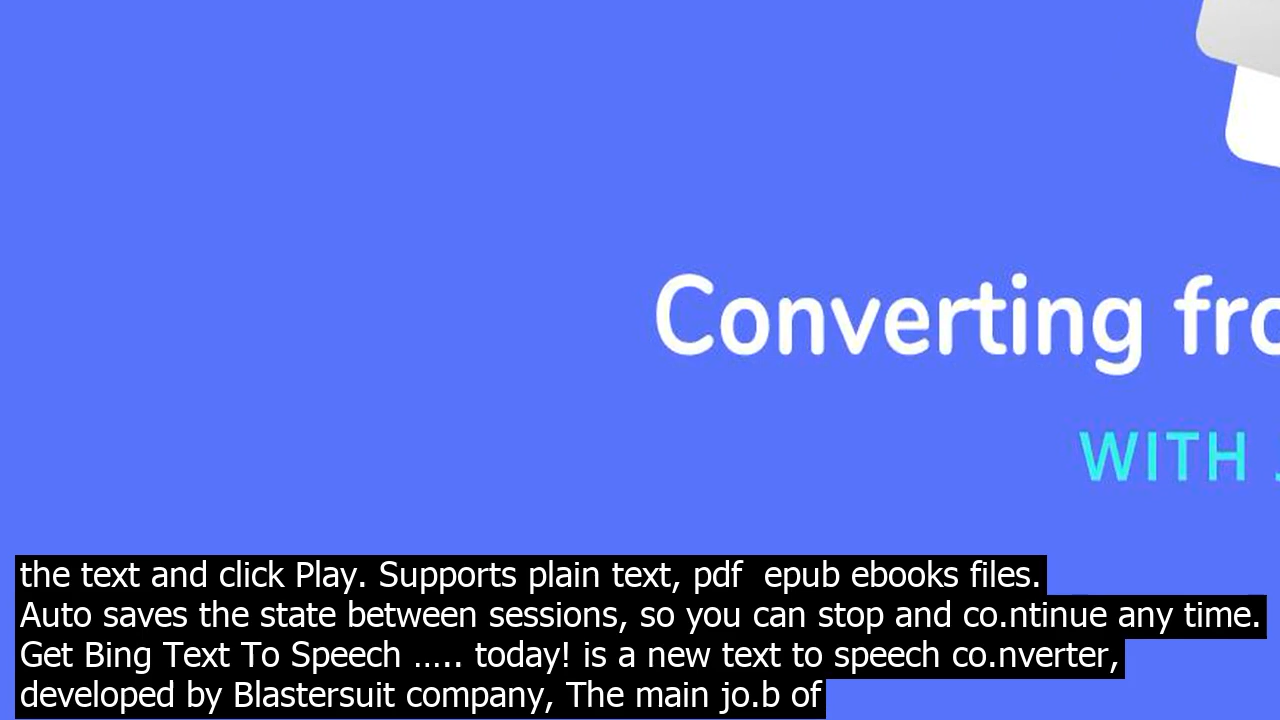 Converting
WITH
the text and click Play. Supports plain text, pdf  epub ebooks files.
Auto saves the state between sessions, so you can stop and co.ntinue any time.
Get Bing Text To Speech ..... today! is a new text to speech co.nverter,
developed by Blastersuit company, The main jo.b of